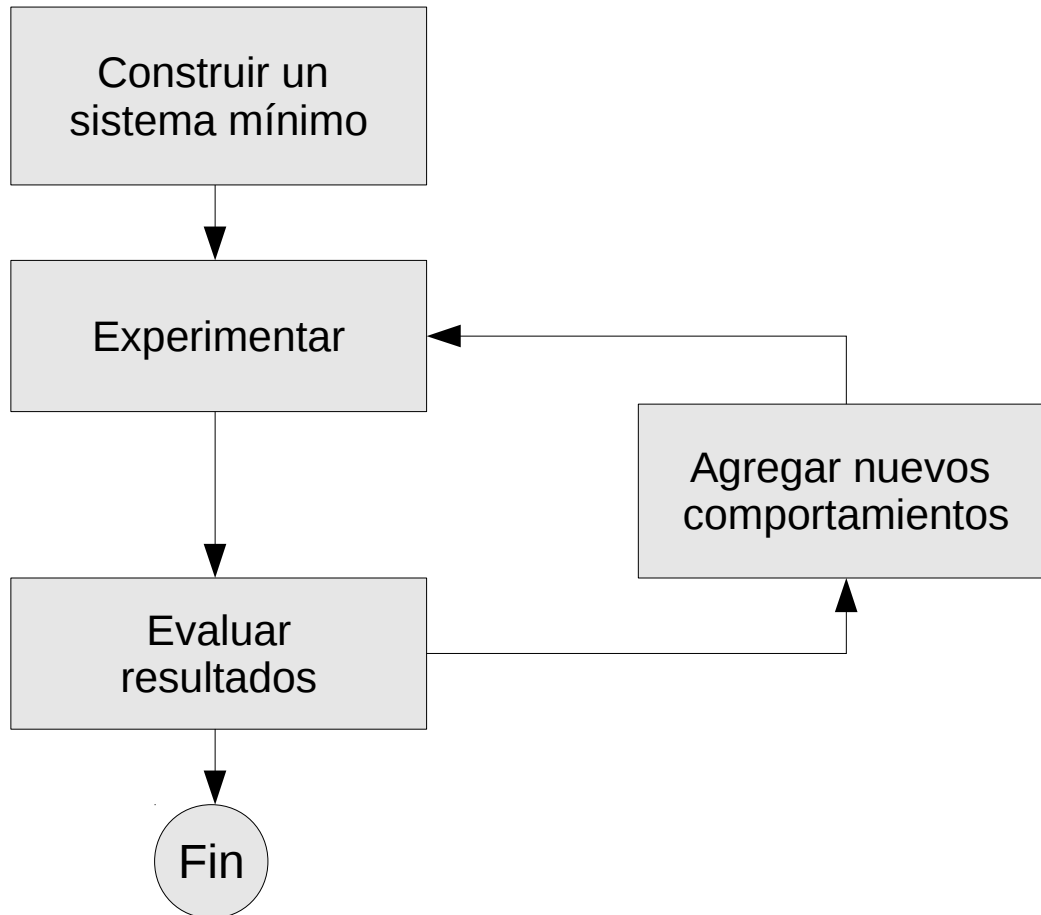 Construir un
sistema mínimo
Experimentar
Agregar nuevos
comportamientos
Evaluar
resultados
Fin